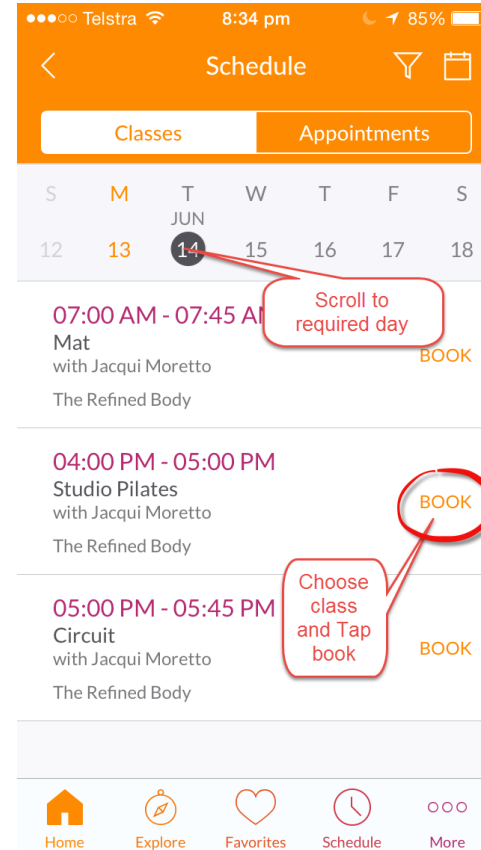 Telstra 8:34 pm 85%
Schedule
Classes Appointments
S M T W T F S
JUN
12 13 14 15 16 17 18
Scroll to
required day
07:00 AM - 07:45 A
Mat
with Jacqui Moretto
BOOK
The Refined Body
04:00 PM - 05:00 PM
Studio Pilates
with Jacqui Moretto
BOOK
The Refined Body
Choose
class
and Tap
book
05:00 PM - 05:45 PM
Circuit
with Jacqui Moretto
BOOK
The Refined Body
Home Explore Favorites Schedule More